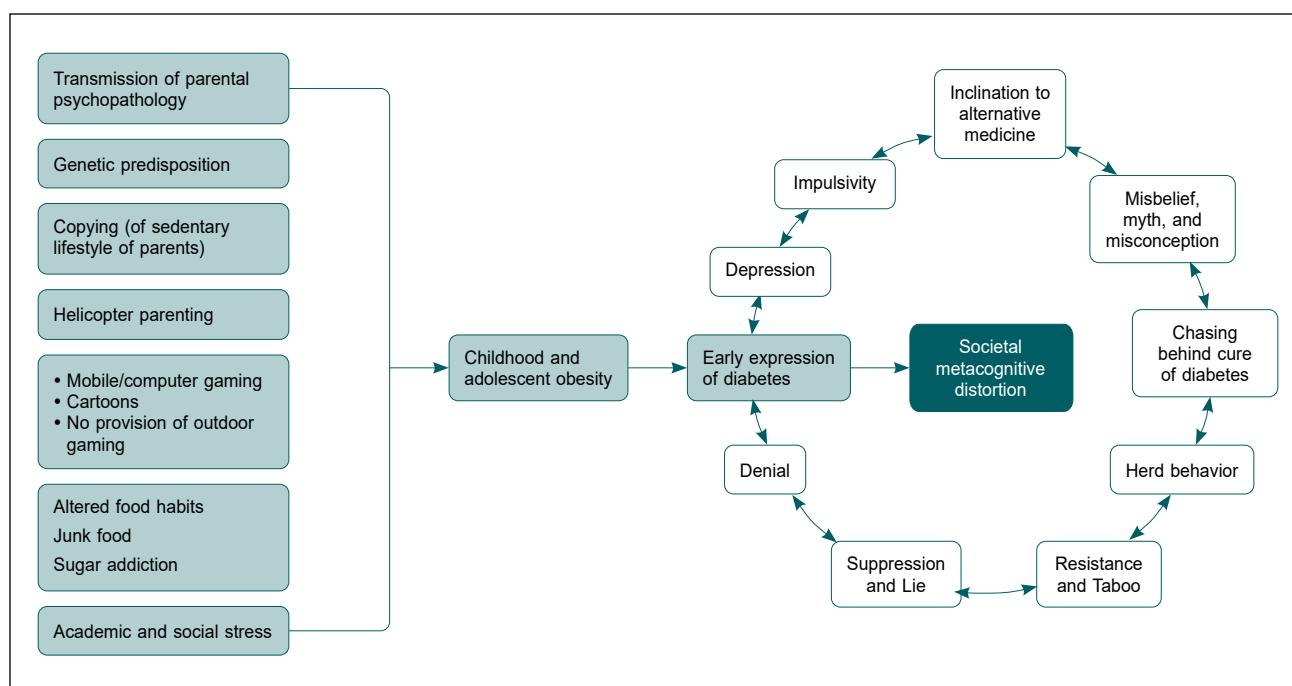 Transmission of parental
psychopathology
Genetic predisposition
Copying (of sedentary
lifestyle of parents)
Helicopter parenting
• Mobile/computer gaming
• Cartoons
• No provision of outdoor
gaming
Altered food habits
Junk food
Sugar addiction
Academic and social stress
Childhood and
adolescent obesity
Early expression
of diabetes
Societal
metacognitive
distortion
Depression
Impulsivity
Inclination to
alternative
medicine
Misbelief,
myth, and
misconception
Chasing
behind cure
of diabetes
Herd behavior
Resistance
and Taboo
Suppression
and Lie
Denial